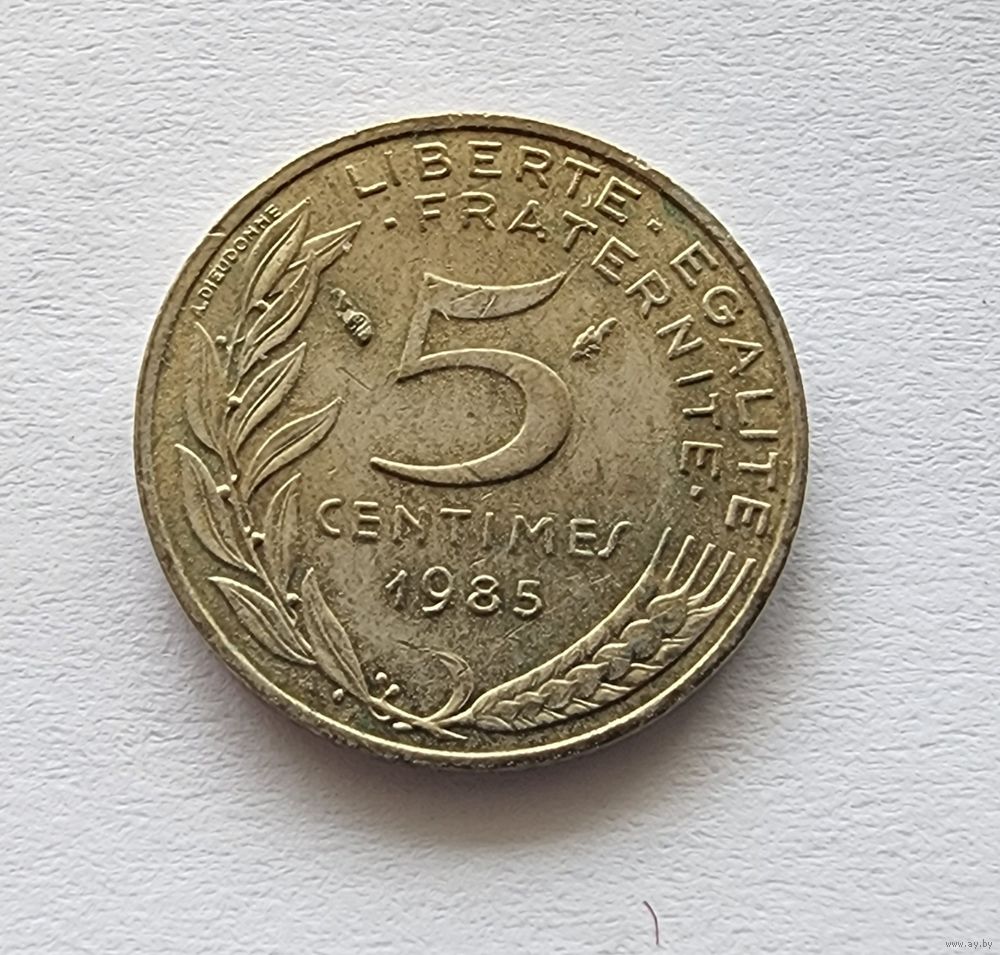 LIBERTE · EGALITE
· FRATERNITE ·
A.DIEUDONNE
5
CENTIMES
1985
www.ay.by